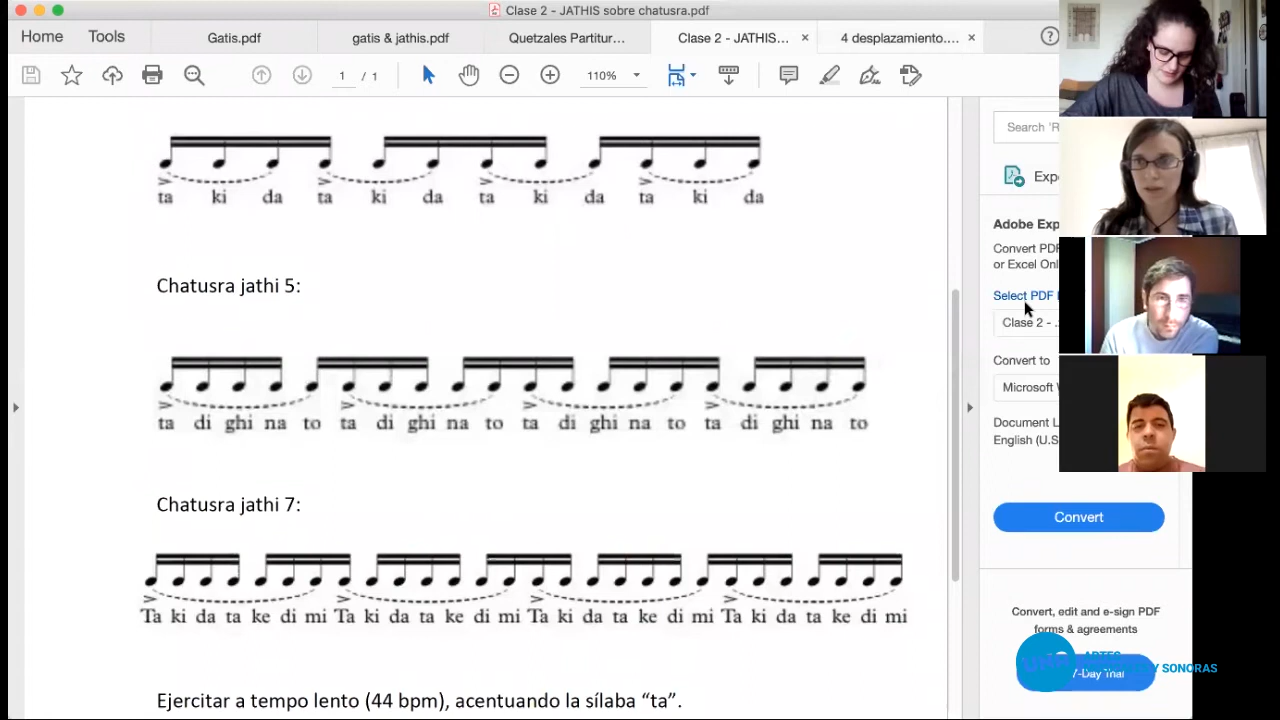 Clase 2 - JATHIS sobre chatusra.pdf
Home Tools Gatis.pdf gatis & jathis.pdf Quetzales Partitur... Clase 2 - JATHIS... × 4 desplazamiento.... × ?
1 / 1 110%
ta ki da ta ki da ta ki da ta ki da
Chatusra jathi 5:
ta di ghi na to ta di ghi na to ta di ghi na to ta di ghi na to
Chatusra jathi 7:
Ta ki da ta ke di mi Ta ki da ta ke di mi Ta ki da ta ke di mi Ta ki da ta ke di mi
Ejercitar a tempo lento (44 bpm), acentuando la sílaba “ta”.
Search 'R
Expo
Adobe Exp
Convert PDF
or Excel Onl
Select PDF
Clase 2 - ..
Convert to
Microsoft
Document L
English (U.S
Convert
Convert, edit and e-sign PDF
forms & agreements
7-Day Trial
Y SONORAS